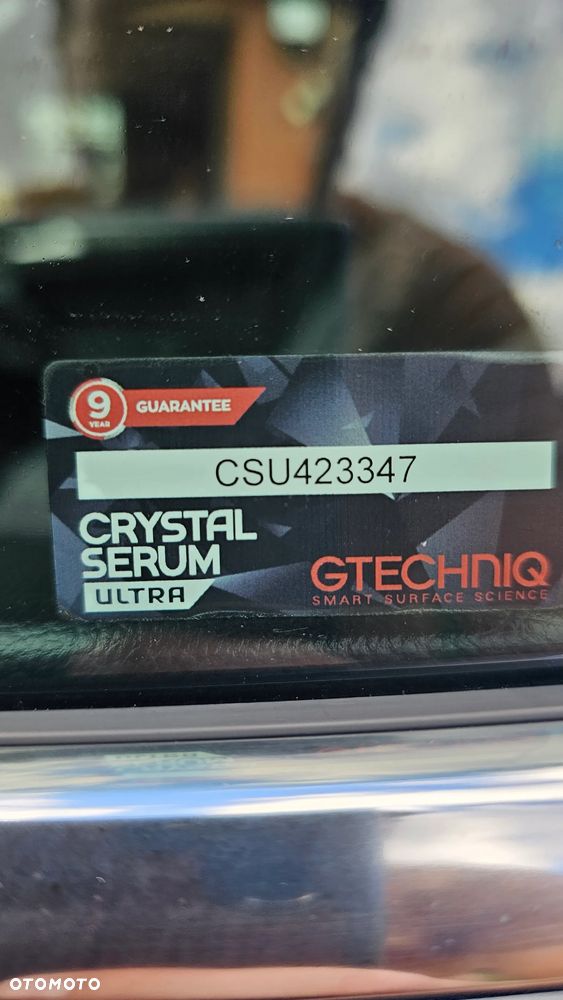 9
YEAR
GUARANTEE
CSU423347
CRYSTAL
SERUM
ULTRA
GTECHNIQ
SMART SURFACE SCIENCE
OTOMOTO